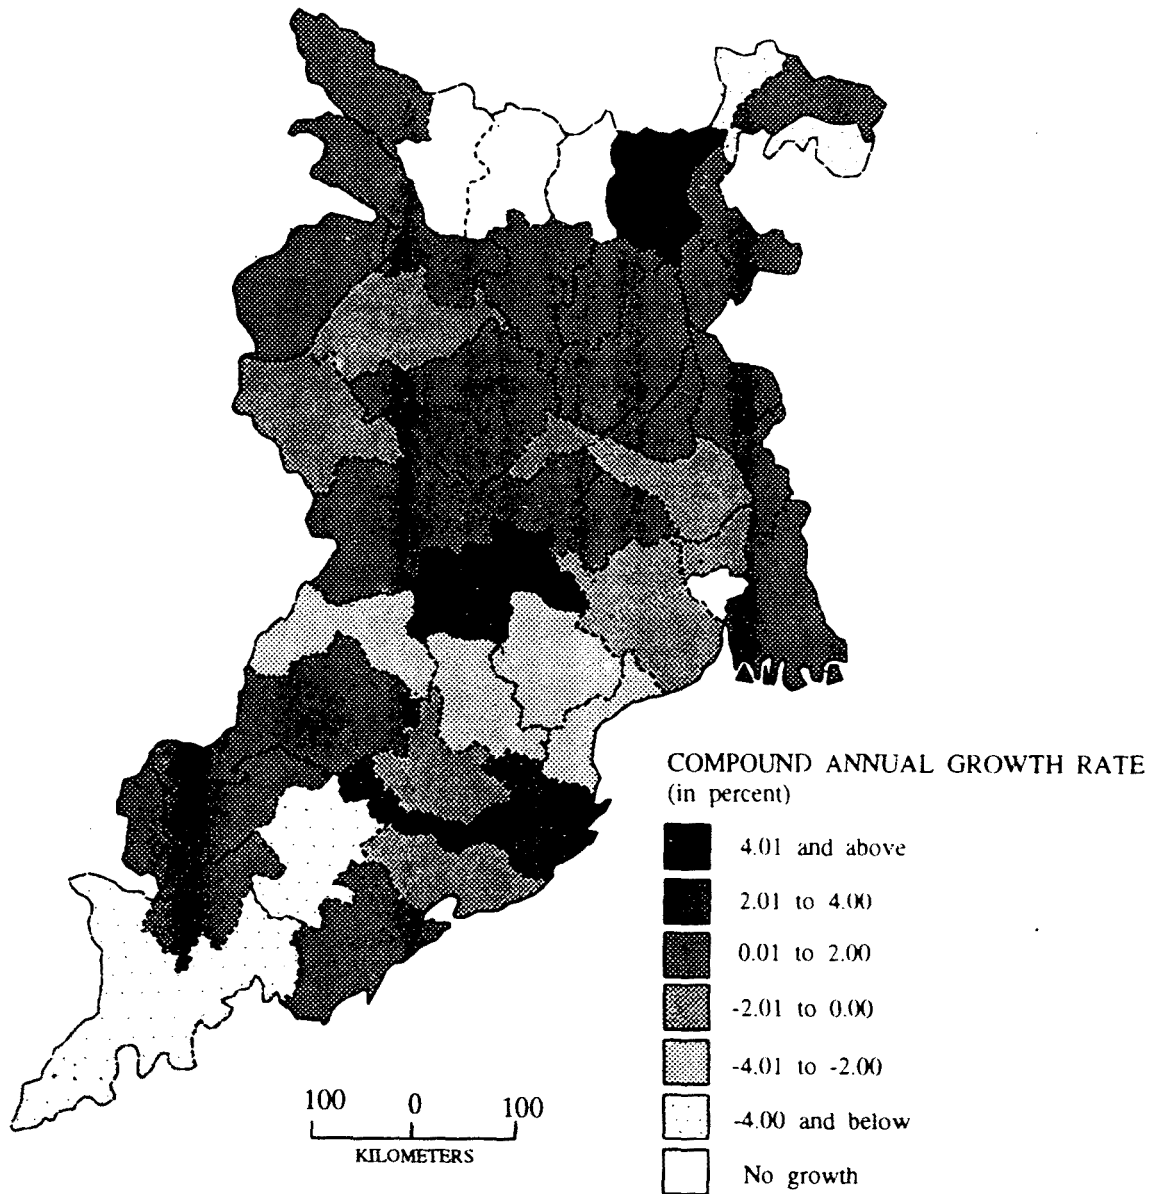 COMPOUND ANNUAL GROWTH RATE
(in percent)
4.01 and above
2.01 to 4.00
0.01 to 2.00
-2.01 to 0.00
-4.01 to -2.00
-4.00 and below
No growth
100 0 100
KILOMETERS